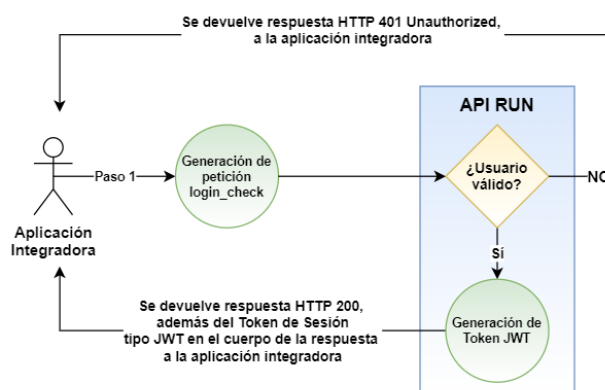 Se devuelve respuesta HTTP 401 Unauthorized,
a la aplicación integradora
API RUN
Generación de
petición
login_check
¿Usuario
válido?
Paso 1
NO
Aplicación
Integradora
Sí
Se devuelve respuesta HTTP 200,
además del Token de Sesión
tipo JWT en el cuerpo de la respuesta
a la aplicación integradora
Generación de
Token JWT